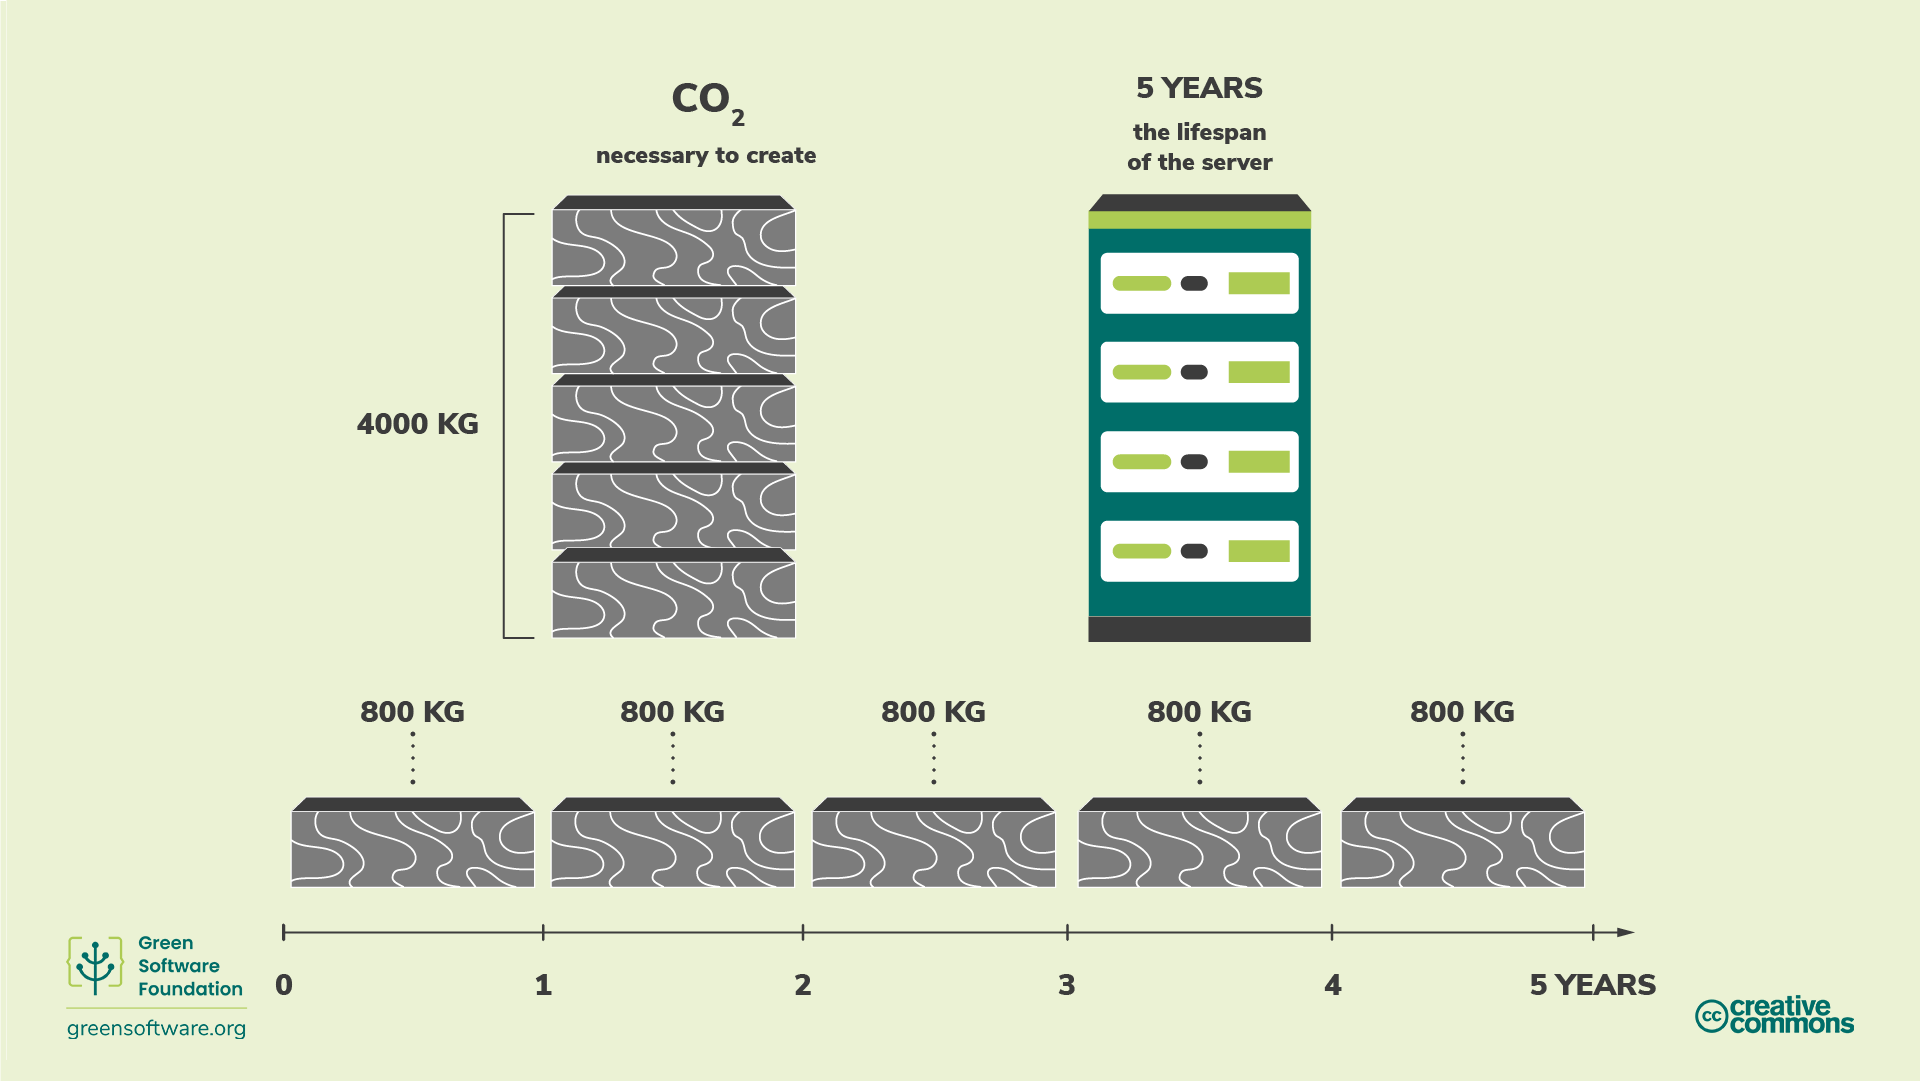 CO2
necessary to create
5 YEARS
the lifespan
of the server
4000 KG
800 KG
800 KG
800 KG
800 KG
800 KG
0
1
2
3
4
5 YEARS
Green
Software
Foundation
greensoftware.org
cc
creative
commons